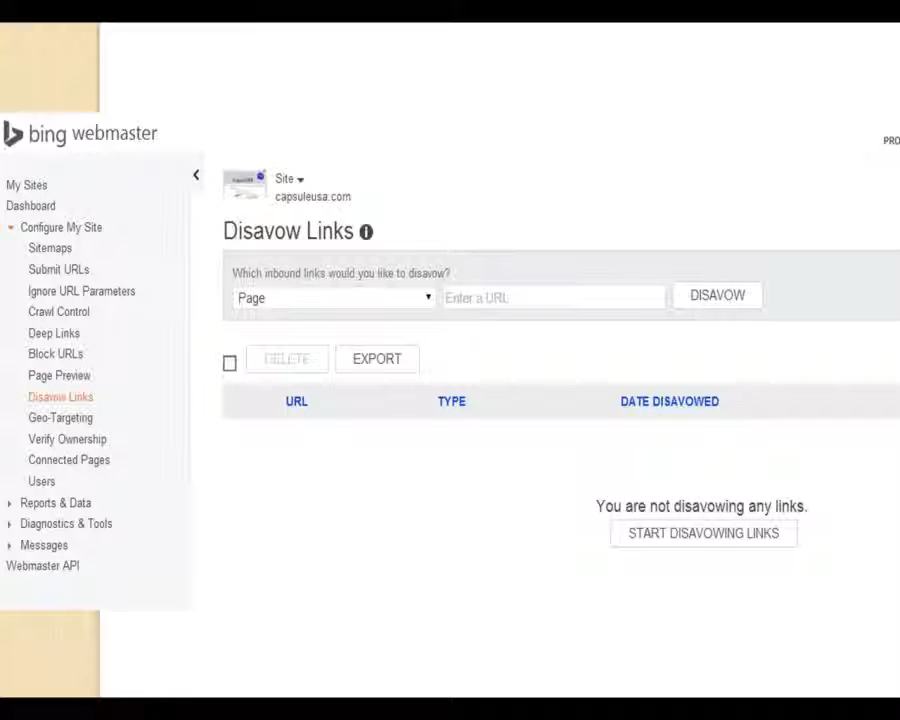 bing webmaster
PRO
My Sites
Dashboard
Configure My Site
Sitemaps
Submit URLs
Ignore URL Parameters
Crawl Control
Deep Links
Block URLs
Page Preview
Disavow Links
Geo-Targeting
Verify Ownership
Connected Pages
Users
Reports & Data
Diagnostics & Tools
Messages
Webmaster API
Site
capsuleusa.com
Disavow Links
Which inbound links would you like to disavow?
Page Enter a URL DISAVOW
DELETE EXPORT
URL TYPE DATE DISAVOWED
You are not disavowing any links.
START DISAVOWING LINKS